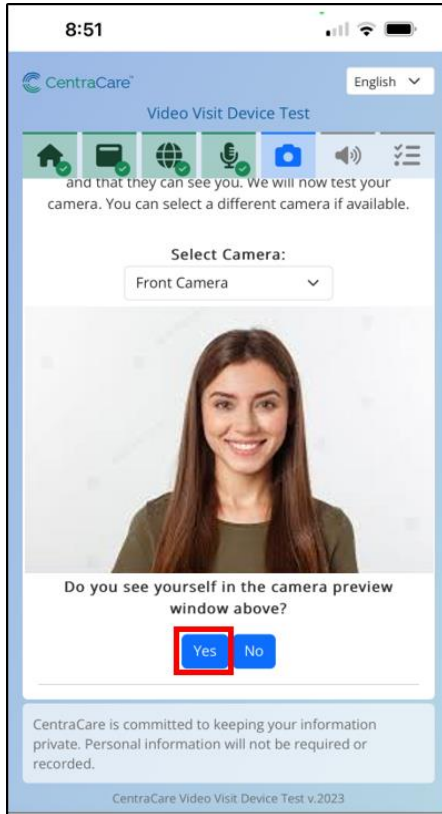 8:51
CentraCare™
English
Video Visit Device Test
and that they can see you. We will now test your
camera. You can select a different camera if available.
Select Camera:
Front Camera
Do you see yourself in the camera preview
window above?
Yes No
CentraCare is committed to keeping your information
private. Personal information will not be required or
recorded.
CentraCare Video Visit Device Test v.2023